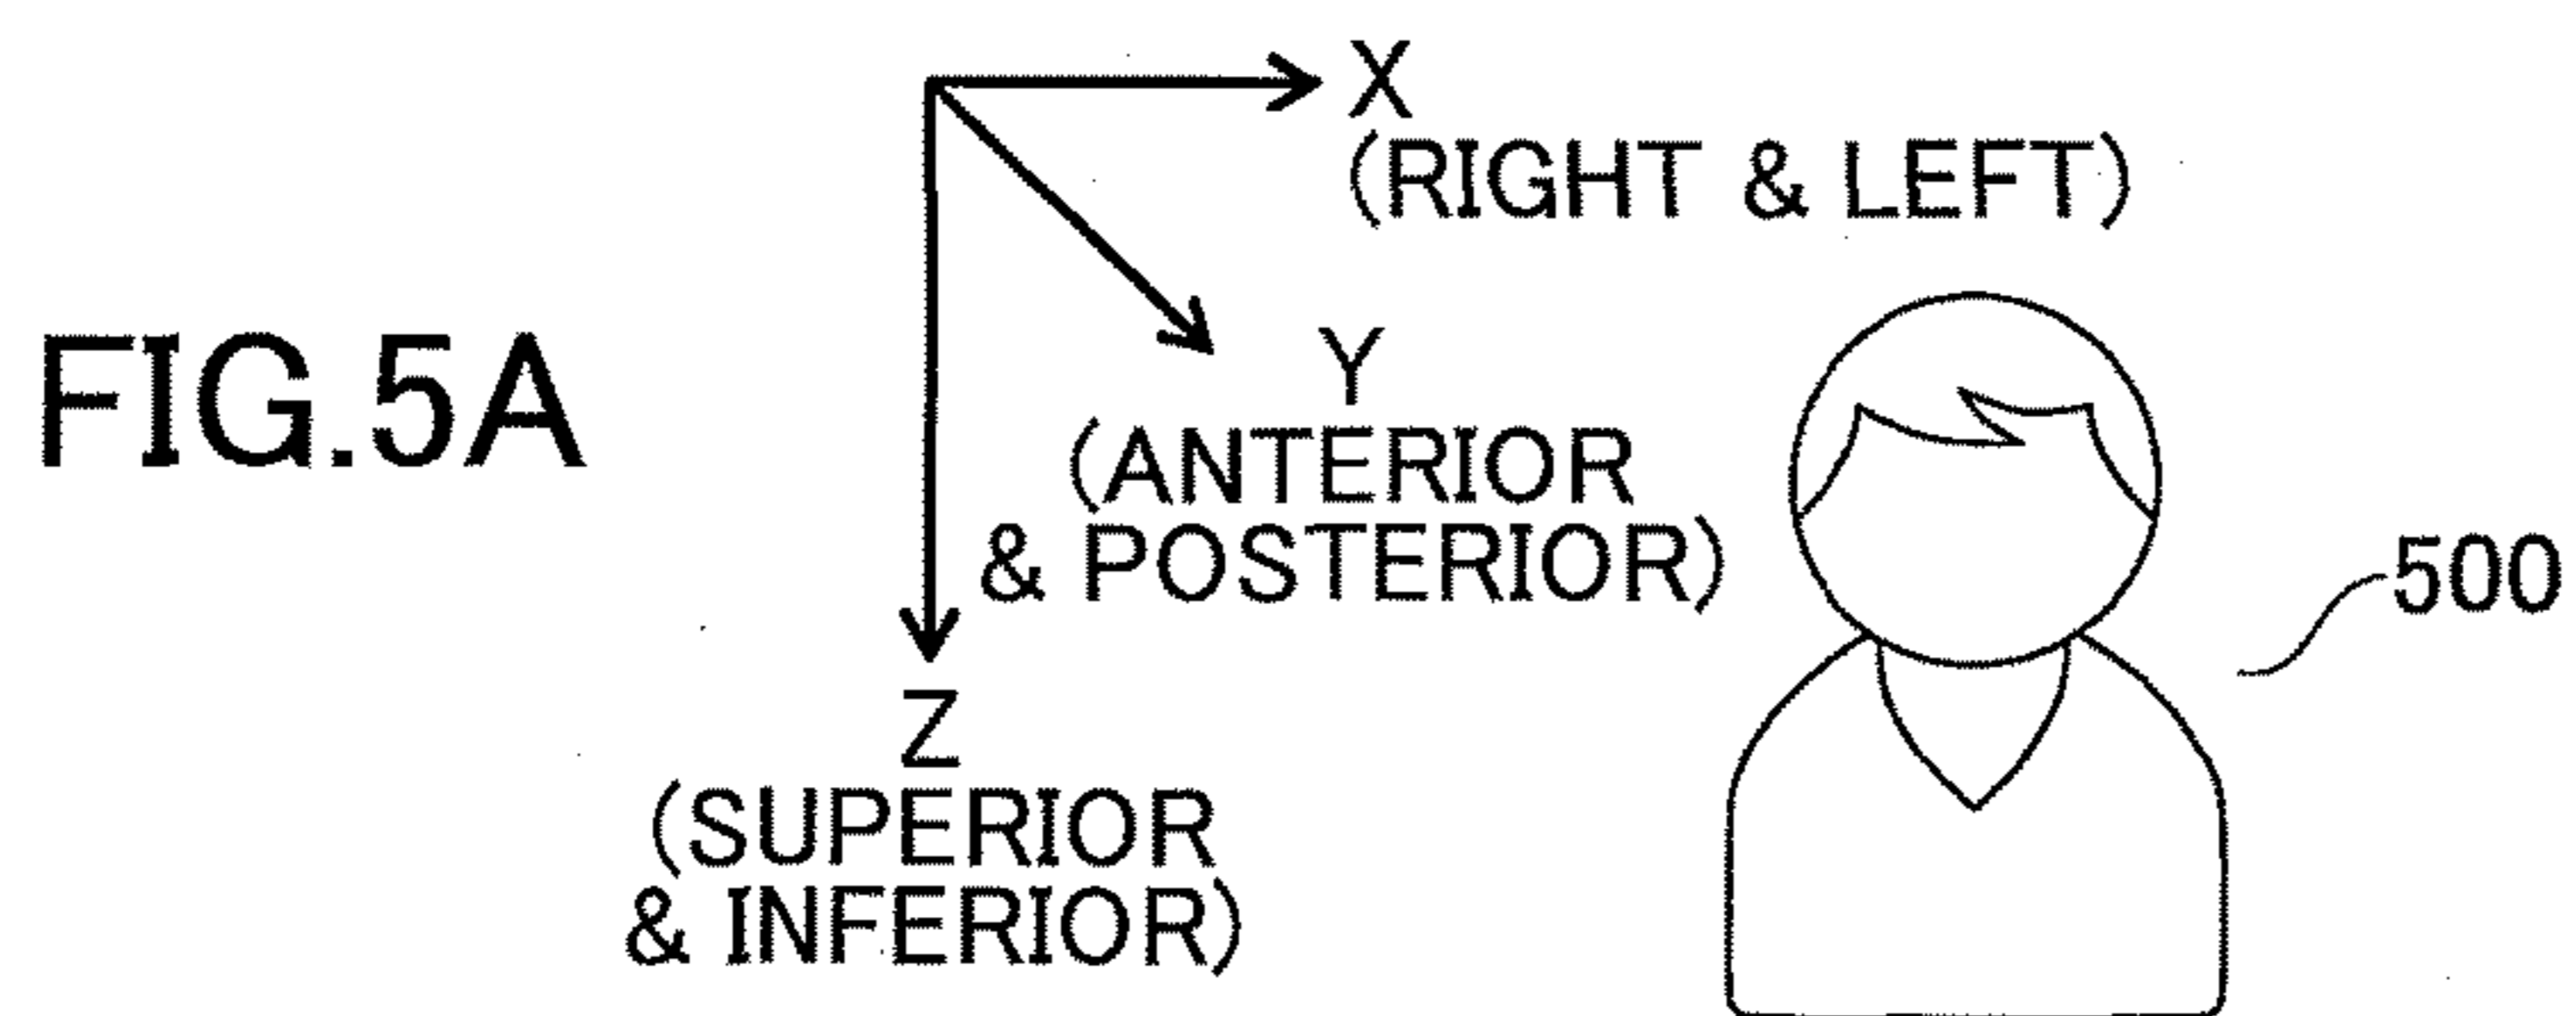 FIG.5A
X
(RIGHT & LEFT)
Y
(ANTERIOR
& POSTERIOR)
Z
(SUPERIOR
& INFERIOR)
500